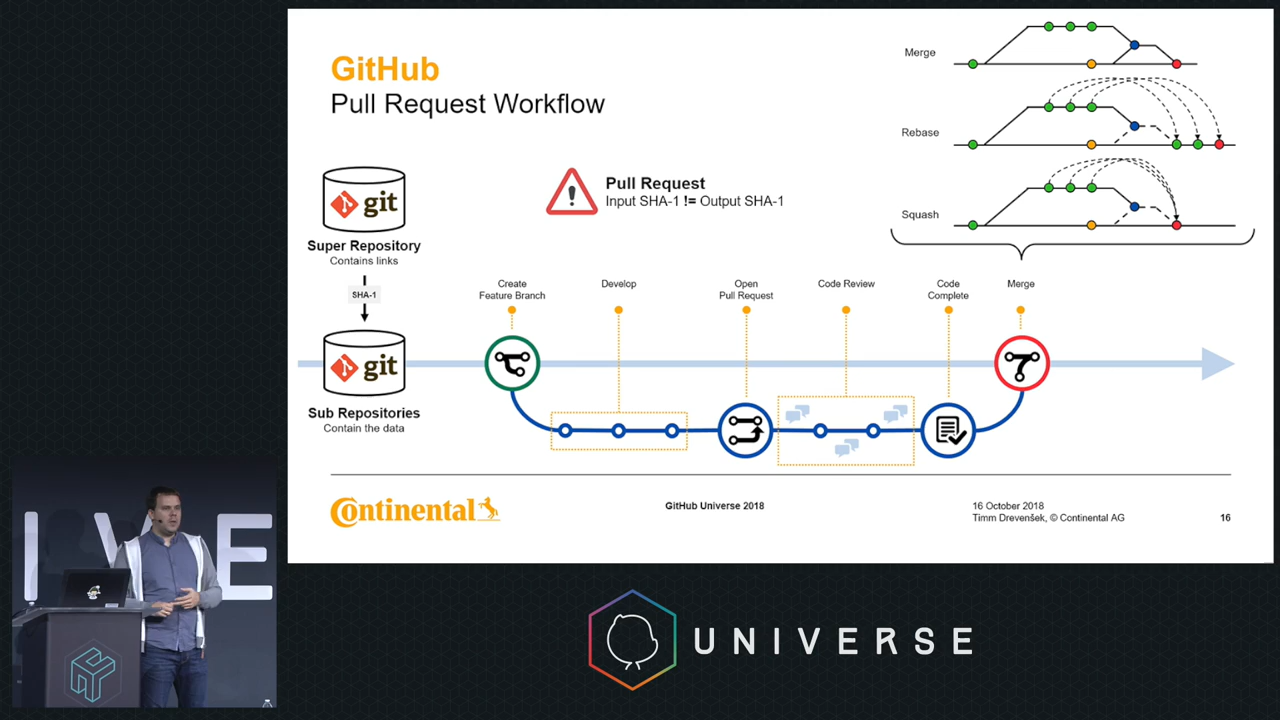 GitHub
Pull Request Workflow
Merge
Rebase
Squash
git
Super Repository
Contains links
SHA-1
git
Sub Repositories
Contain the data
Pull Request
Input SHA-1 != Output SHA-1
Create
Feature Branch
Develop
Open
Pull Request
Code Review
Code
Complete
Merge
Continental
GitHub Universe 2018
16 October 2018
Timm Drevenšek, © Continental AG
16
I V E
UNIVERSE